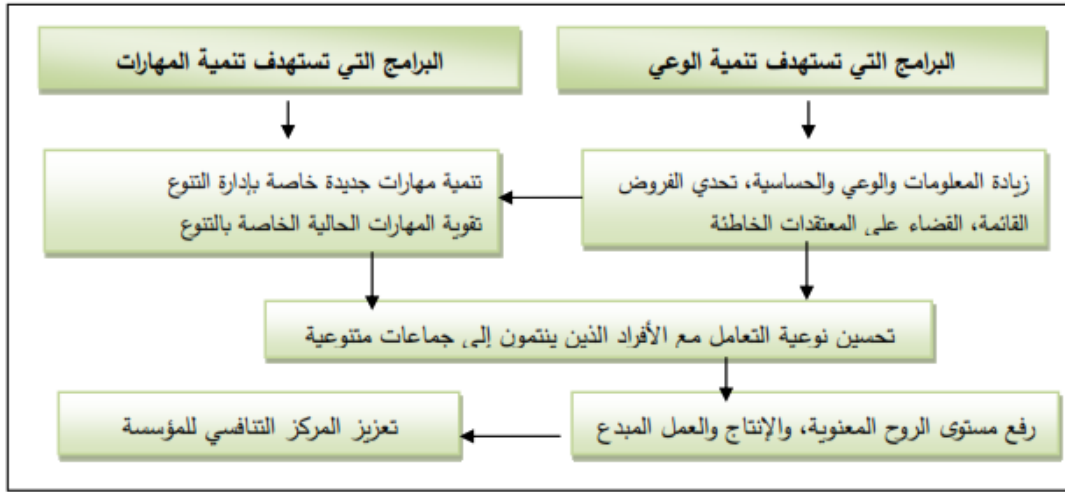 البرامج التي تستهدف تنمية الوعي
البرامج التي تستهدف تنمية المهارات
زيادة المعلومات والوعي والحساسية، تحدي الفروض
القائمة، القضاء على المعتقدات الخاطئة
تنمية مهارات جديدة خاصة بإدارة التنوع
تقوية المهارات الحالية الخاصة بالتنوع
تحسين نوعية التعامل مع الأفراد الذين ينتمون إلى جماعات متنوعية
رفع مستوى الروح المعنوية، والإنتاج والعمل المبدع
تعزيز المركز التنافسي للمؤسسة